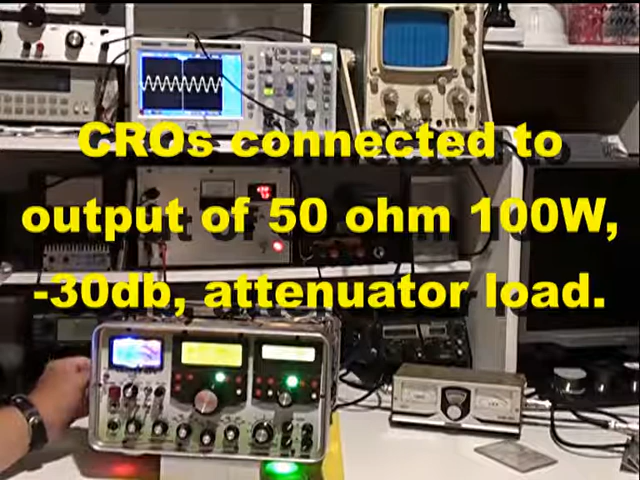 CROs connected to
output of 50 ohm 100W,
-30db, attenuator load.